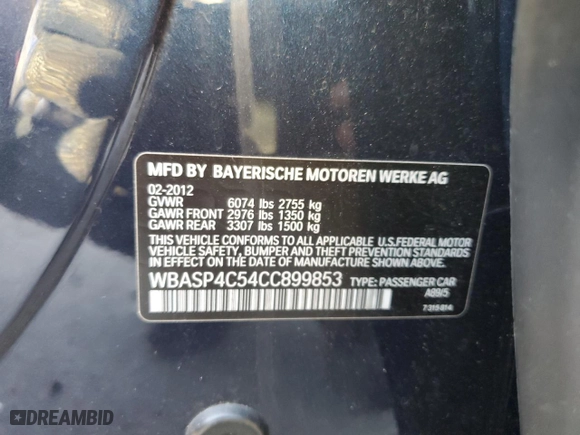 MFD BY BAYERISCHE MOTOREN WERKE AG
02-2012
GVWR 6074 lbs 2755 kg
GAWR FRONT 2976 lbs 1350 kg
GAWR REAR 3307 lbs 1500 kg
THIS VEHICLE CONFORMS TO ALL APPLICABLE U.S.FEDERAL MOTOR
VEHICLE SAFETY, BUMPER, AND THEFT PREVENTION STANDARDS
IN EFFECT ON THE DATE OF MANUFACTURE SHOWN ABOVE.
WBASP4C54CC899853 TYPE: PASSENGER CAR
A89/5
DREAMBID